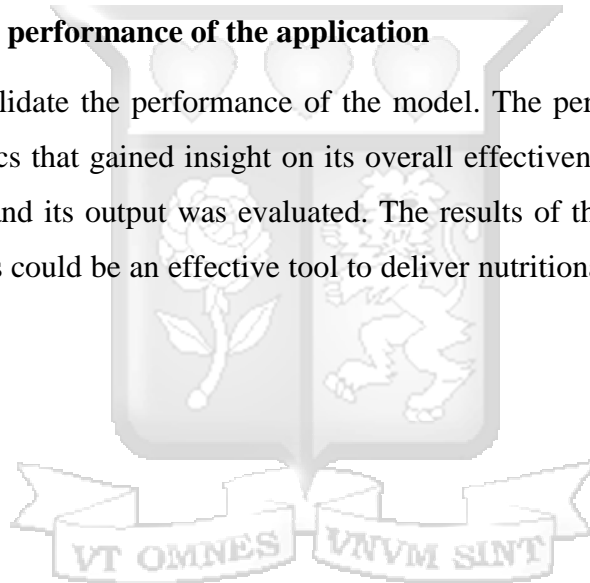 performance of the application
lidate the performance of the model. The per
cs that gained insight on its overall effectiven
and its output was evaluated. The results of th
s could be an effective tool to deliver nutritiona
VT OMNES VNVM SINT